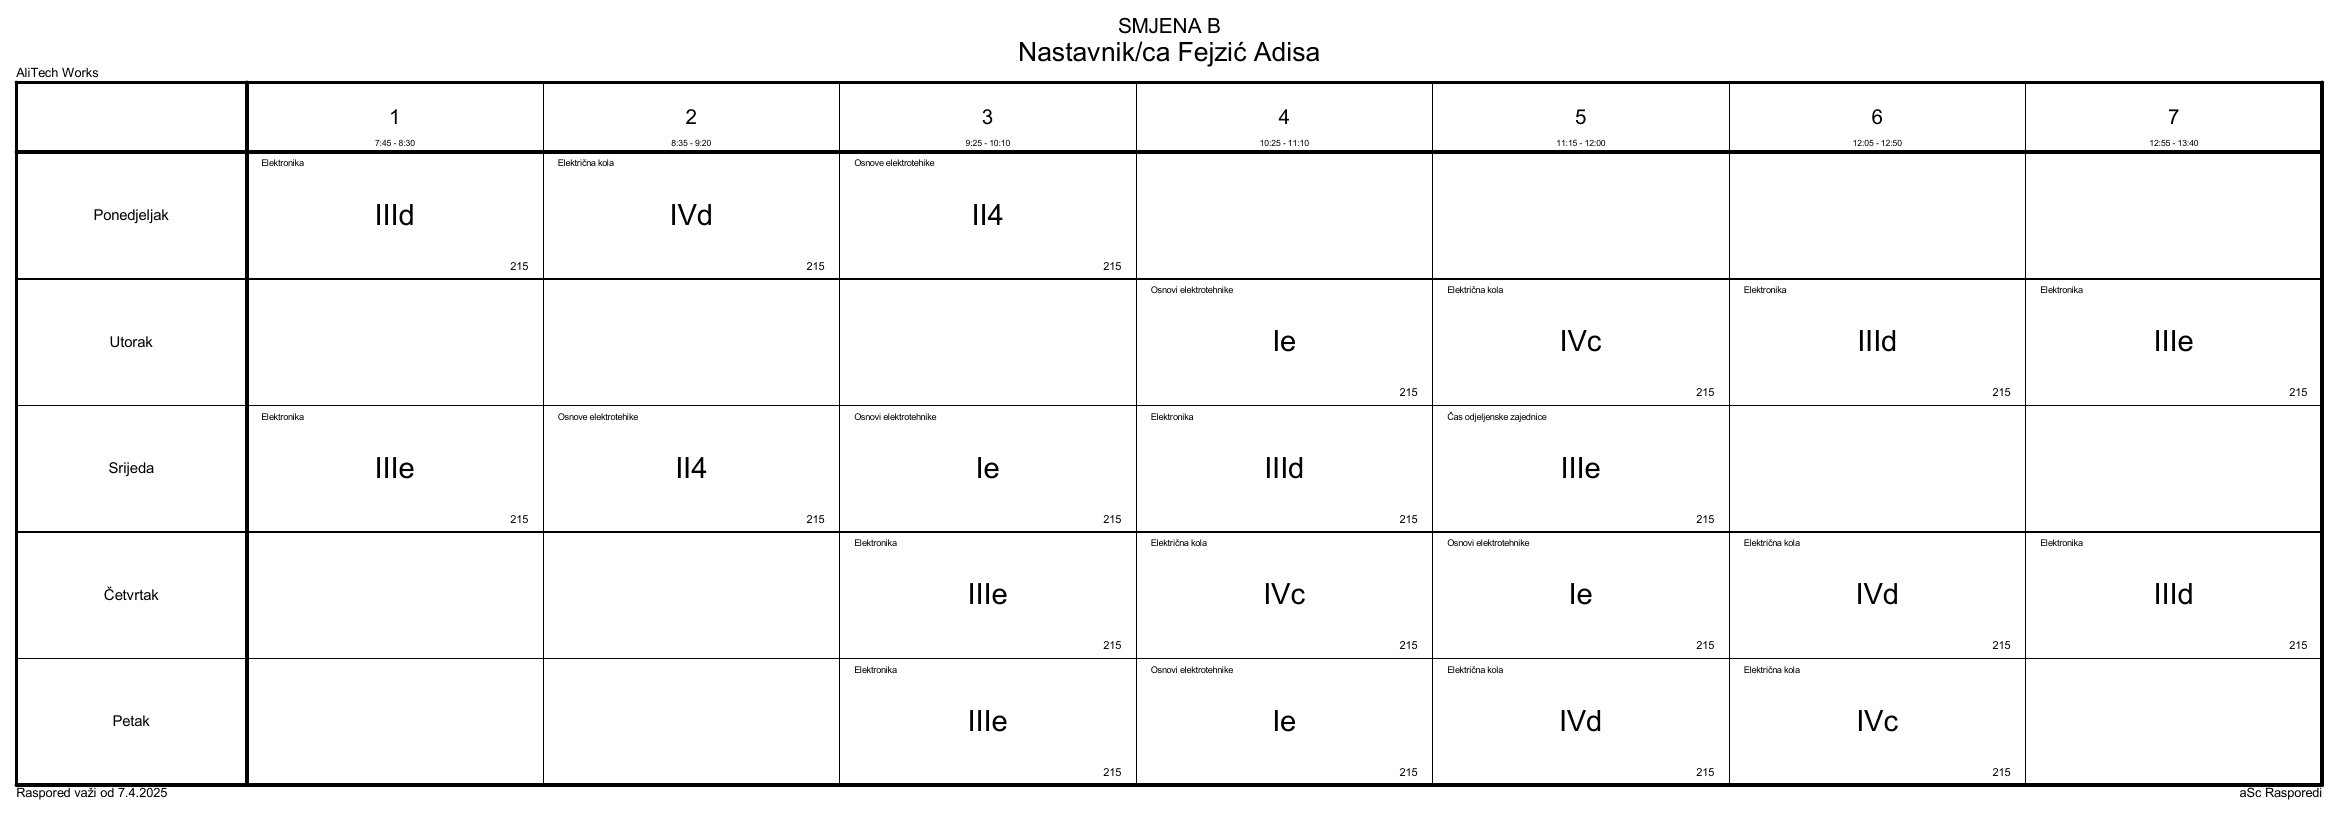 SMJENA B
Nastavnik/ca Fejzić Adisa
AliTech Works
1 2 3 4 5 6 7
7:45 - 8:30 8:35 - 9:20 9:25 - 10:10 10:25 - 11:10 11:15 - 12:00 12:05 - 12:50 12:55 - 13:40
Elektronika Električna kola Osnove elektrotehike
Ponedjeljak IIId IVd II4
215 215 215
Osnovi elektrotehnike Električna kola Elektronika Elektronika
Utorak Ie IVc IIId IIIe
215 215 215 215
Elektronika Osnove elektrotehike Osnovi elektrotehnike Elektronika Čas odjeljenske zajednice
Srijeda IIIe II4 Ie IIId IIIe
215 215 215 215 215
Elektronika Električna kola Osnovi elektrotehnike Električna kola Elektronika
Četvrtak IIIe IVc Ie IVd IIId
215 215 215 215 215
Elektronika Osnovi elektrotehnike Električna kola Električna kola
Petak IIIe Ie IVd IVc
215 215 215 215
Raspored važi od 7.4.2025 aSc Rasporedi